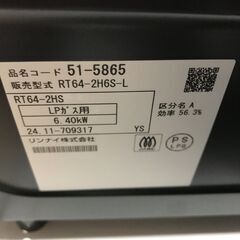 品名コード 51-5865
販売型式 RT64-2H6S-L
RT64-2HS
LPガス用
6.40kW
24.11-709317 YS
リンナイ株式会社
区分名 A
効率 56.3%
PS
LPG